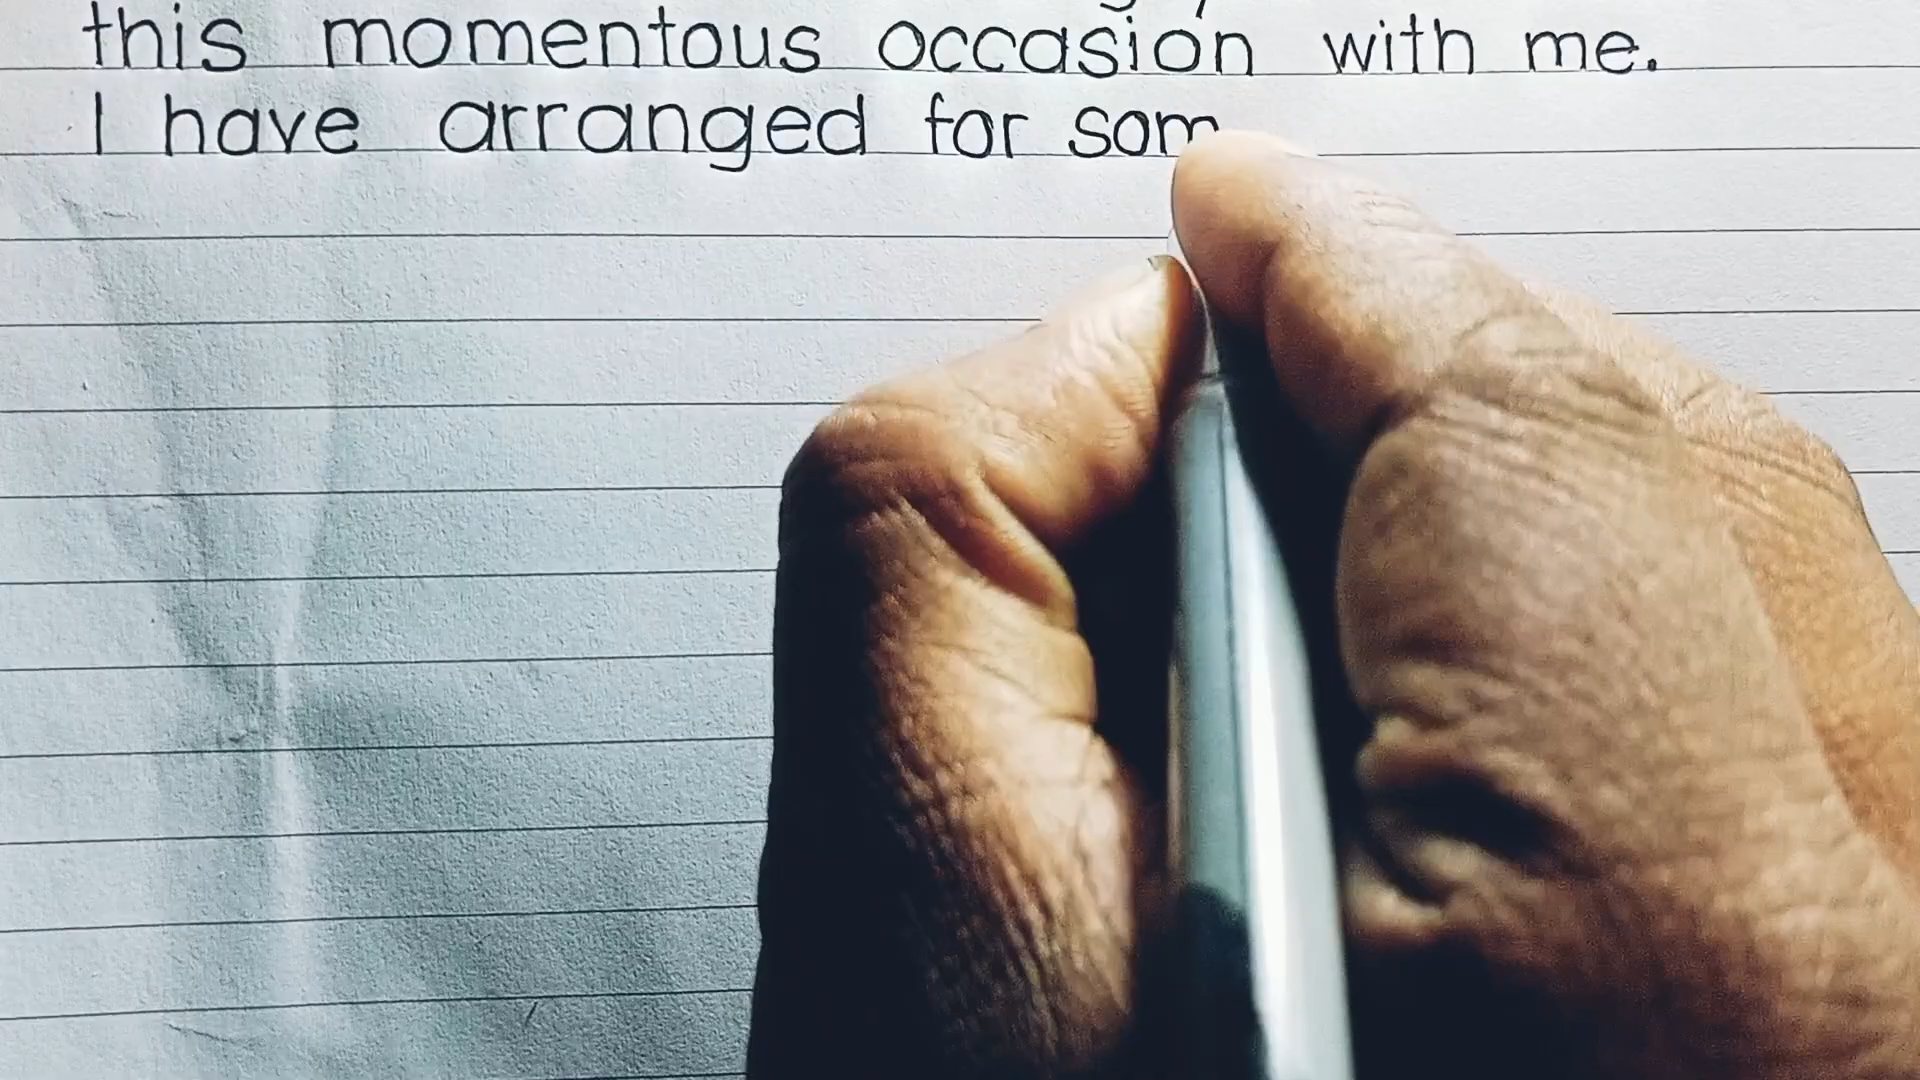 this momentous occasion with me.
I have arranged for som